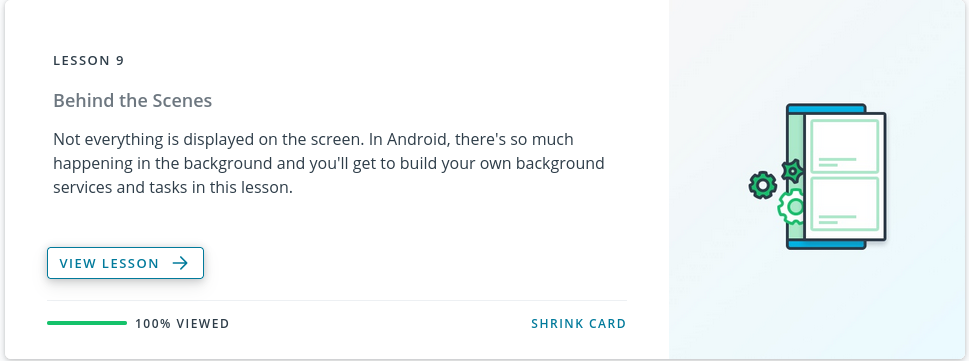 LESSON 9
Behind the Scenes
Not everything is displayed on the screen. In Android, there's so much
happening in the background and you'll get to build your own background
services and tasks in this lesson.
VIEW LESSON
100% VIEWED
SHRINK CARD